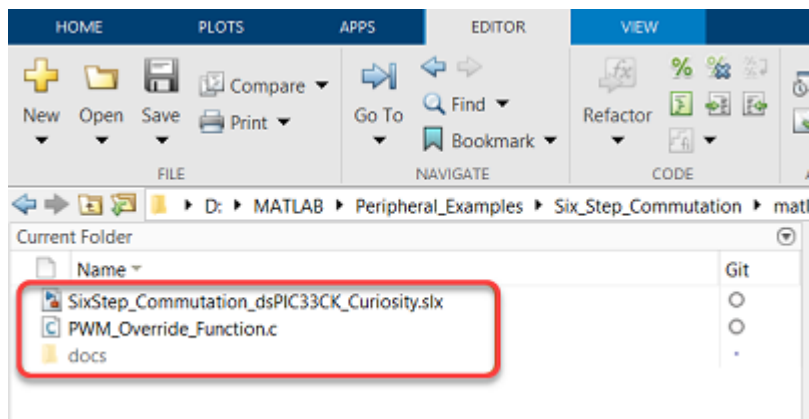 HOME PLOTS APPS EDITOR VIEW
New Open Save Compare Print
Go To Find Bookmark
Refactor
FILE NAVIGATE CODE
D: MATLAB Peripheral_Examples Six_Step_Commutation
Current Folder
Name Git
SixStep_Commutation_dsPIC33CK_Curiosity.slx
PWM_Override_Function.c
docs